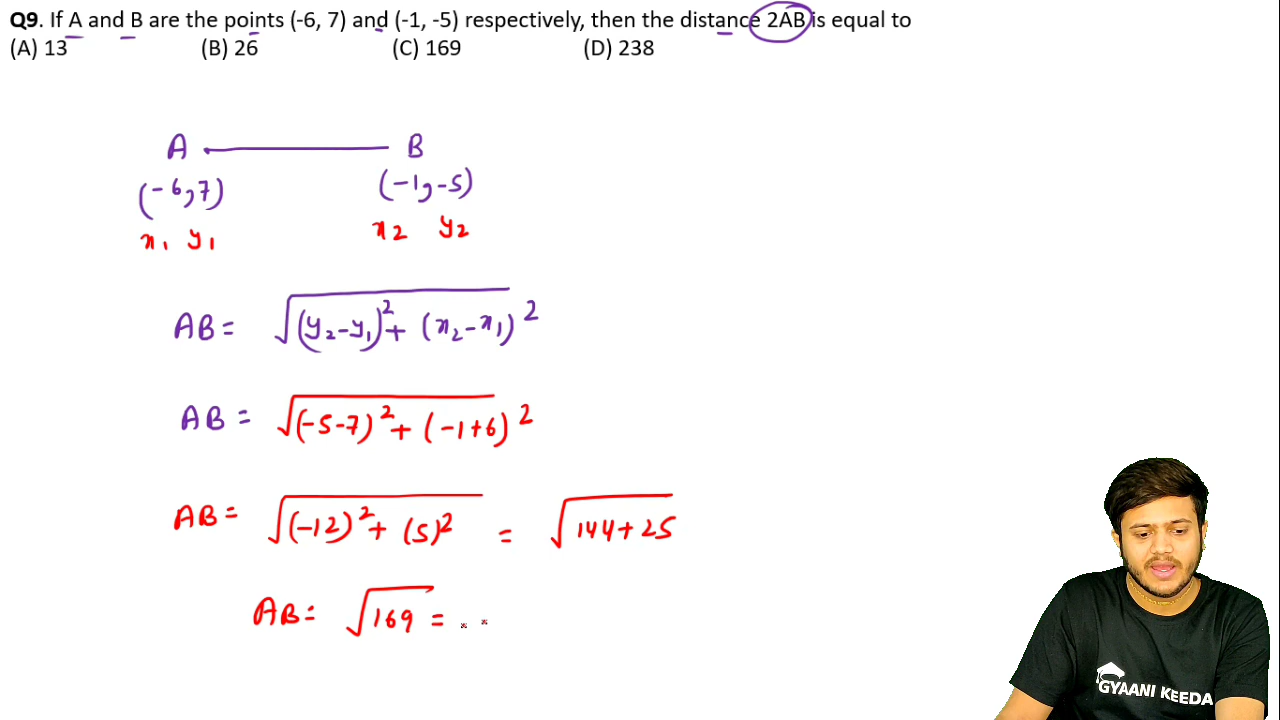 Q9. If A and B are the points (-6, 7) and (-1, -5) respectively, then the distance 2AB is equal to
(A) 13 (B) 26 (C) 169 (D) 238
A B
(-6,7) (-1,-5)
x₁ y₁ x₂ y₂
AB = √(y₂-y₁)² + (x₂-x₁)²
AB = √(-5-7)² + (-1+6)²
AB = √(-12)² + (5)² = √144+25
AB = √169 =
GYAANI KEEDA